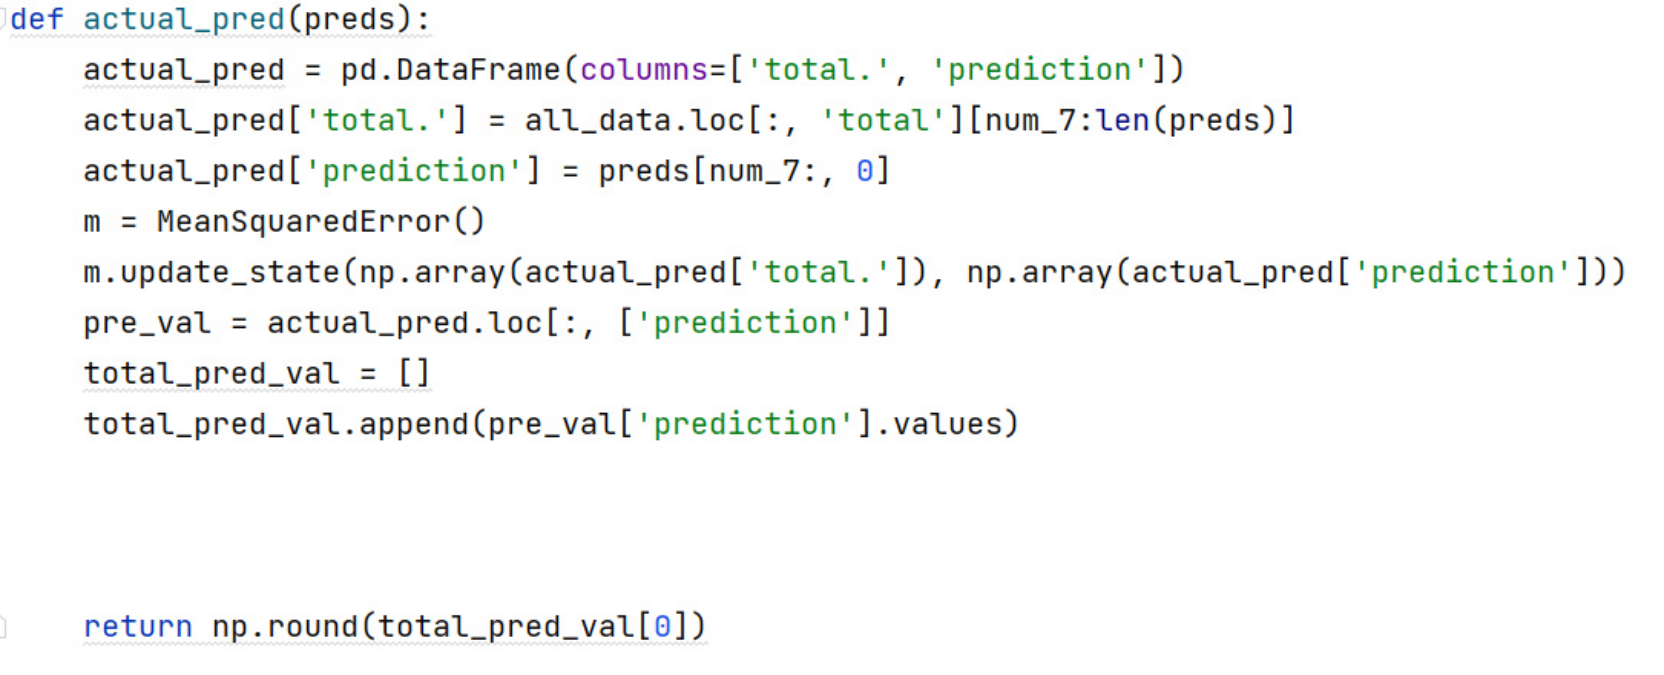 def actual_pred(preds):
    actual_pred = pd.DataFrame(columns=['total.', 'prediction'])
    actual_pred['total.'] = all_data.loc[:, 'total'][num_7:len(preds)]
    actual_pred['prediction'] = preds[num_7:, 0]
    m = MeanSquaredError()
    m.update_state(np.array(actual_pred['total.']), np.array(actual_pred['prediction']))
    pre_val = actual_pred.loc[:, ['prediction']]
    total_pred_val = []
    total_pred_val.append(pre_val['prediction'].values)
    return np.round(total_pred_val[0])